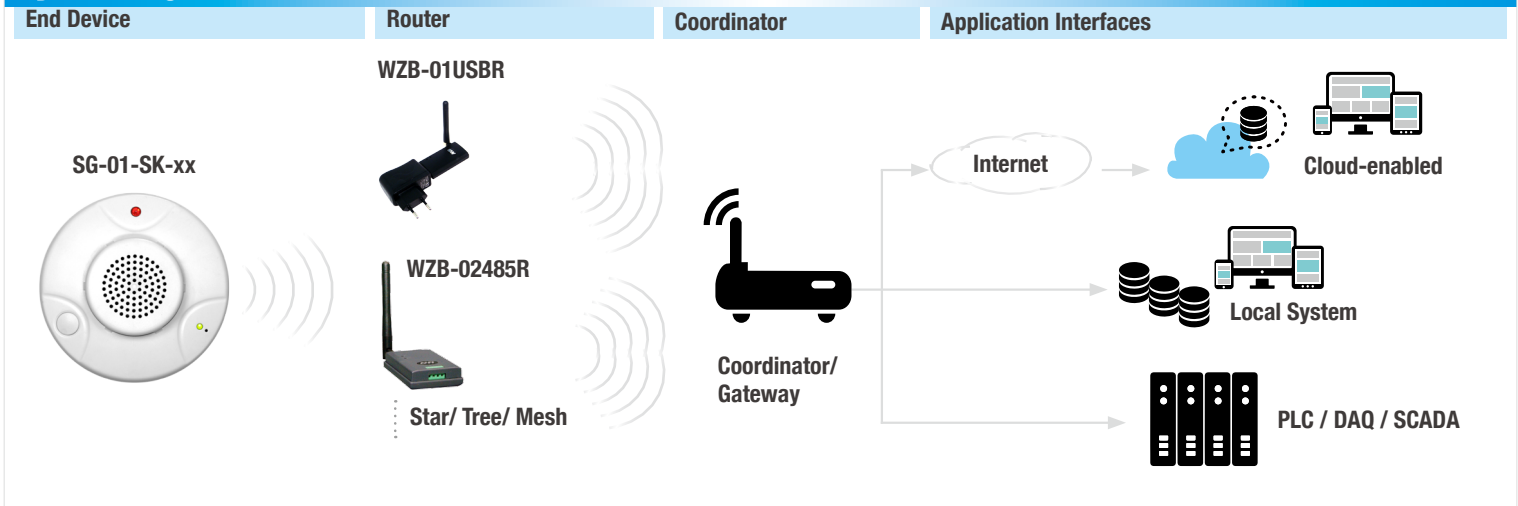 End Device
Router
Coordinator
Application Interfaces
WZB-01USBR
SG-01-SK-xx
Internet
Cloud-enabled
WZB-02485R
Local System
Coordinator/
Gateway
Star/ Tree/ Mesh
PLC / DAQ / SCADA